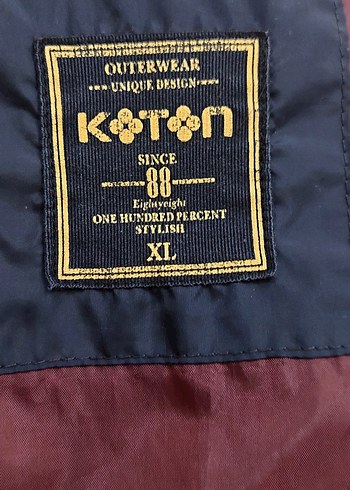 OUTERWEAR
UNIQUE DESIGN
KOTON
SINCE
88
Eightyeight
ONE HUNDRED PERCENT
STYLISH
XL